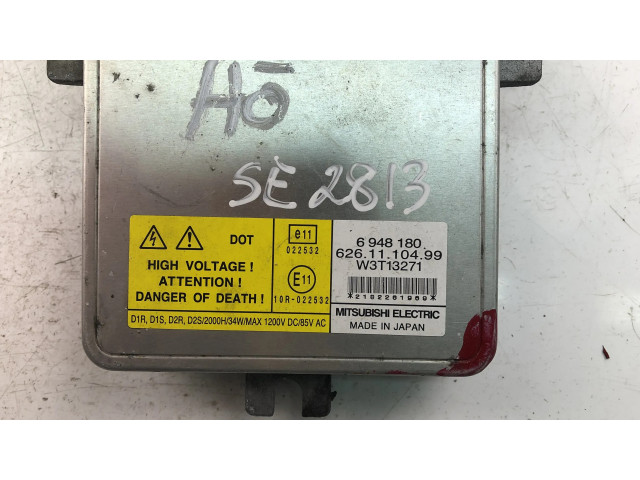 HŌ
SE 2813
DOT
HIGH VOLTAGE !
ATTENTION !
DANGER OF DEATH !
e11
022532
E11
10R-022532
6 948 180
626.11.104.99
W3T13271
*2102261960*
D1R, D1S, D2R, D2S/2000H/34W/MAX 1200V DC/85V AC
MITSUBISHI ELECTRIC
MADE IN JAPAN